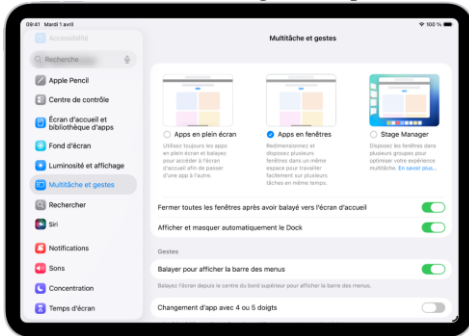 09:41 Mardi 1 avril
100 %
Accessibilité
Recherche
Apple Pencil
Centre de contrôle
Écran d'accueil et
bibliothèque d'apps
Fond d'écran
Luminosité et affichage
Multitâche et gestes
Rechercher
Siri
Notifications
Sons
Concentration
Temps d'écran
Multitâche et gestes
Apps en plein écran
Utilisez toujours les apps
en plein écran et balayez
pour accéder à l'écran
d'accueil afin de passer
d'une app à l'autre.
Apps en fenêtres
Redimensionnez et
disposez plusieurs
fenêtres dans un même
espace pour travailler
facilement sur plusieurs
tâches en même temps.
Stage Manager
Disposez les fenêtres dans
plusieurs groupes pour
optimiser votre expérience
multitâche. En savoir plus...
Fermer toutes les fenêtres après avoir balayé vers l'écran d'accueil
Afficher et masquer automatiquement le Dock
Gestes
Balayer pour afficher la barre des menus
Balayez l'écran depuis le centre du bord supérieur pour afficher la barre des menus.
Changement d'app avec 4 ou 5 doigts